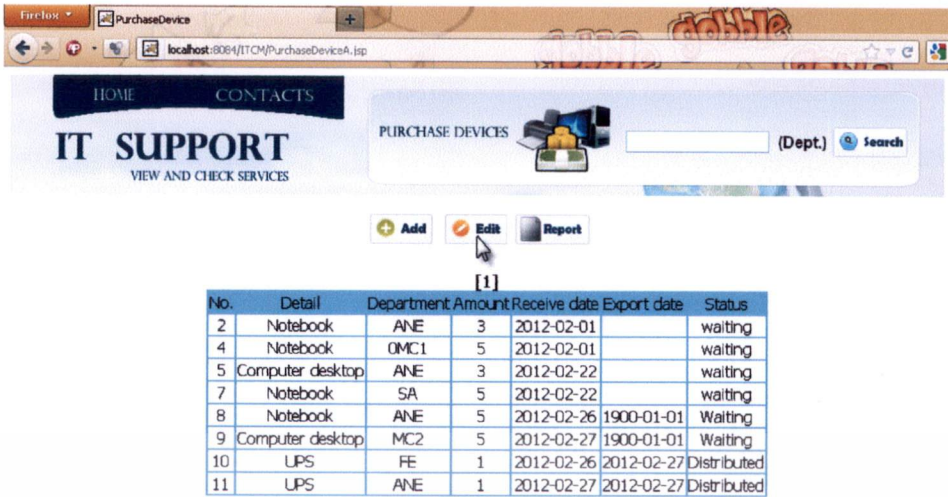 Firefox
PurchaseDevice
localhost:8084/ITCM/PurchaseDeviceA.jsp
gobble
HOME CONTACTS
IT SUPPORT
VIEW AND CHECK SERVICES
PURCHASE DEVICES
(Dept.) Search
Add Edit Report
[1]
No. Detail Department Amount Receive date Export date Status
2 Notebook ANE 3 2012-02-01 waiting
4 Notebook OMC1 5 2012-02-01 waiting
5 Computer desktop ANE 3 2012-02-22 waiting
7 Notebook SA 5 2012-02-22 waiting
8 Notebook ANE 5 2012-02-26 1900-01-01 Waiting
9 Computer desktop MC2 5 2012-02-27 1900-01-01 Waiting
10 UPS FE 1 2012-02-26 2012-02-27 Distributed
11 UPS ANE 1 2012-02-27 2012-02-27 Distributed